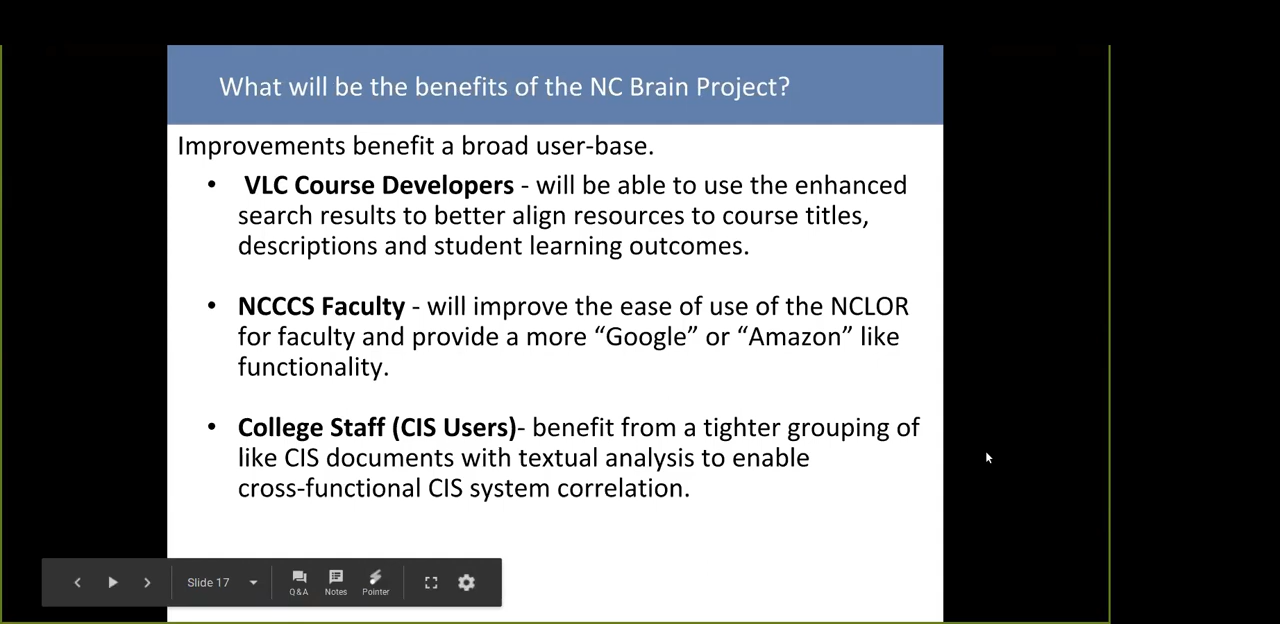 What will be the benefits of the NC Brain Project?
Improvements benefit a broad user-base.
• VLC Course Developers - will be able to use the enhanced
search results to better align resources to course titles,
descriptions and student learning outcomes.
• NCCCS Faculty - will improve the ease of use of the NCLOR
for faculty and provide a more “Google” or “Amazon” like
functionality.
• College Staff (CIS Users)- benefit from a tighter grouping of
like CIS documents with textual analysis to enable
cross-functional CIS system correlation.
Slide 17
Q&A
Notes
Pointer